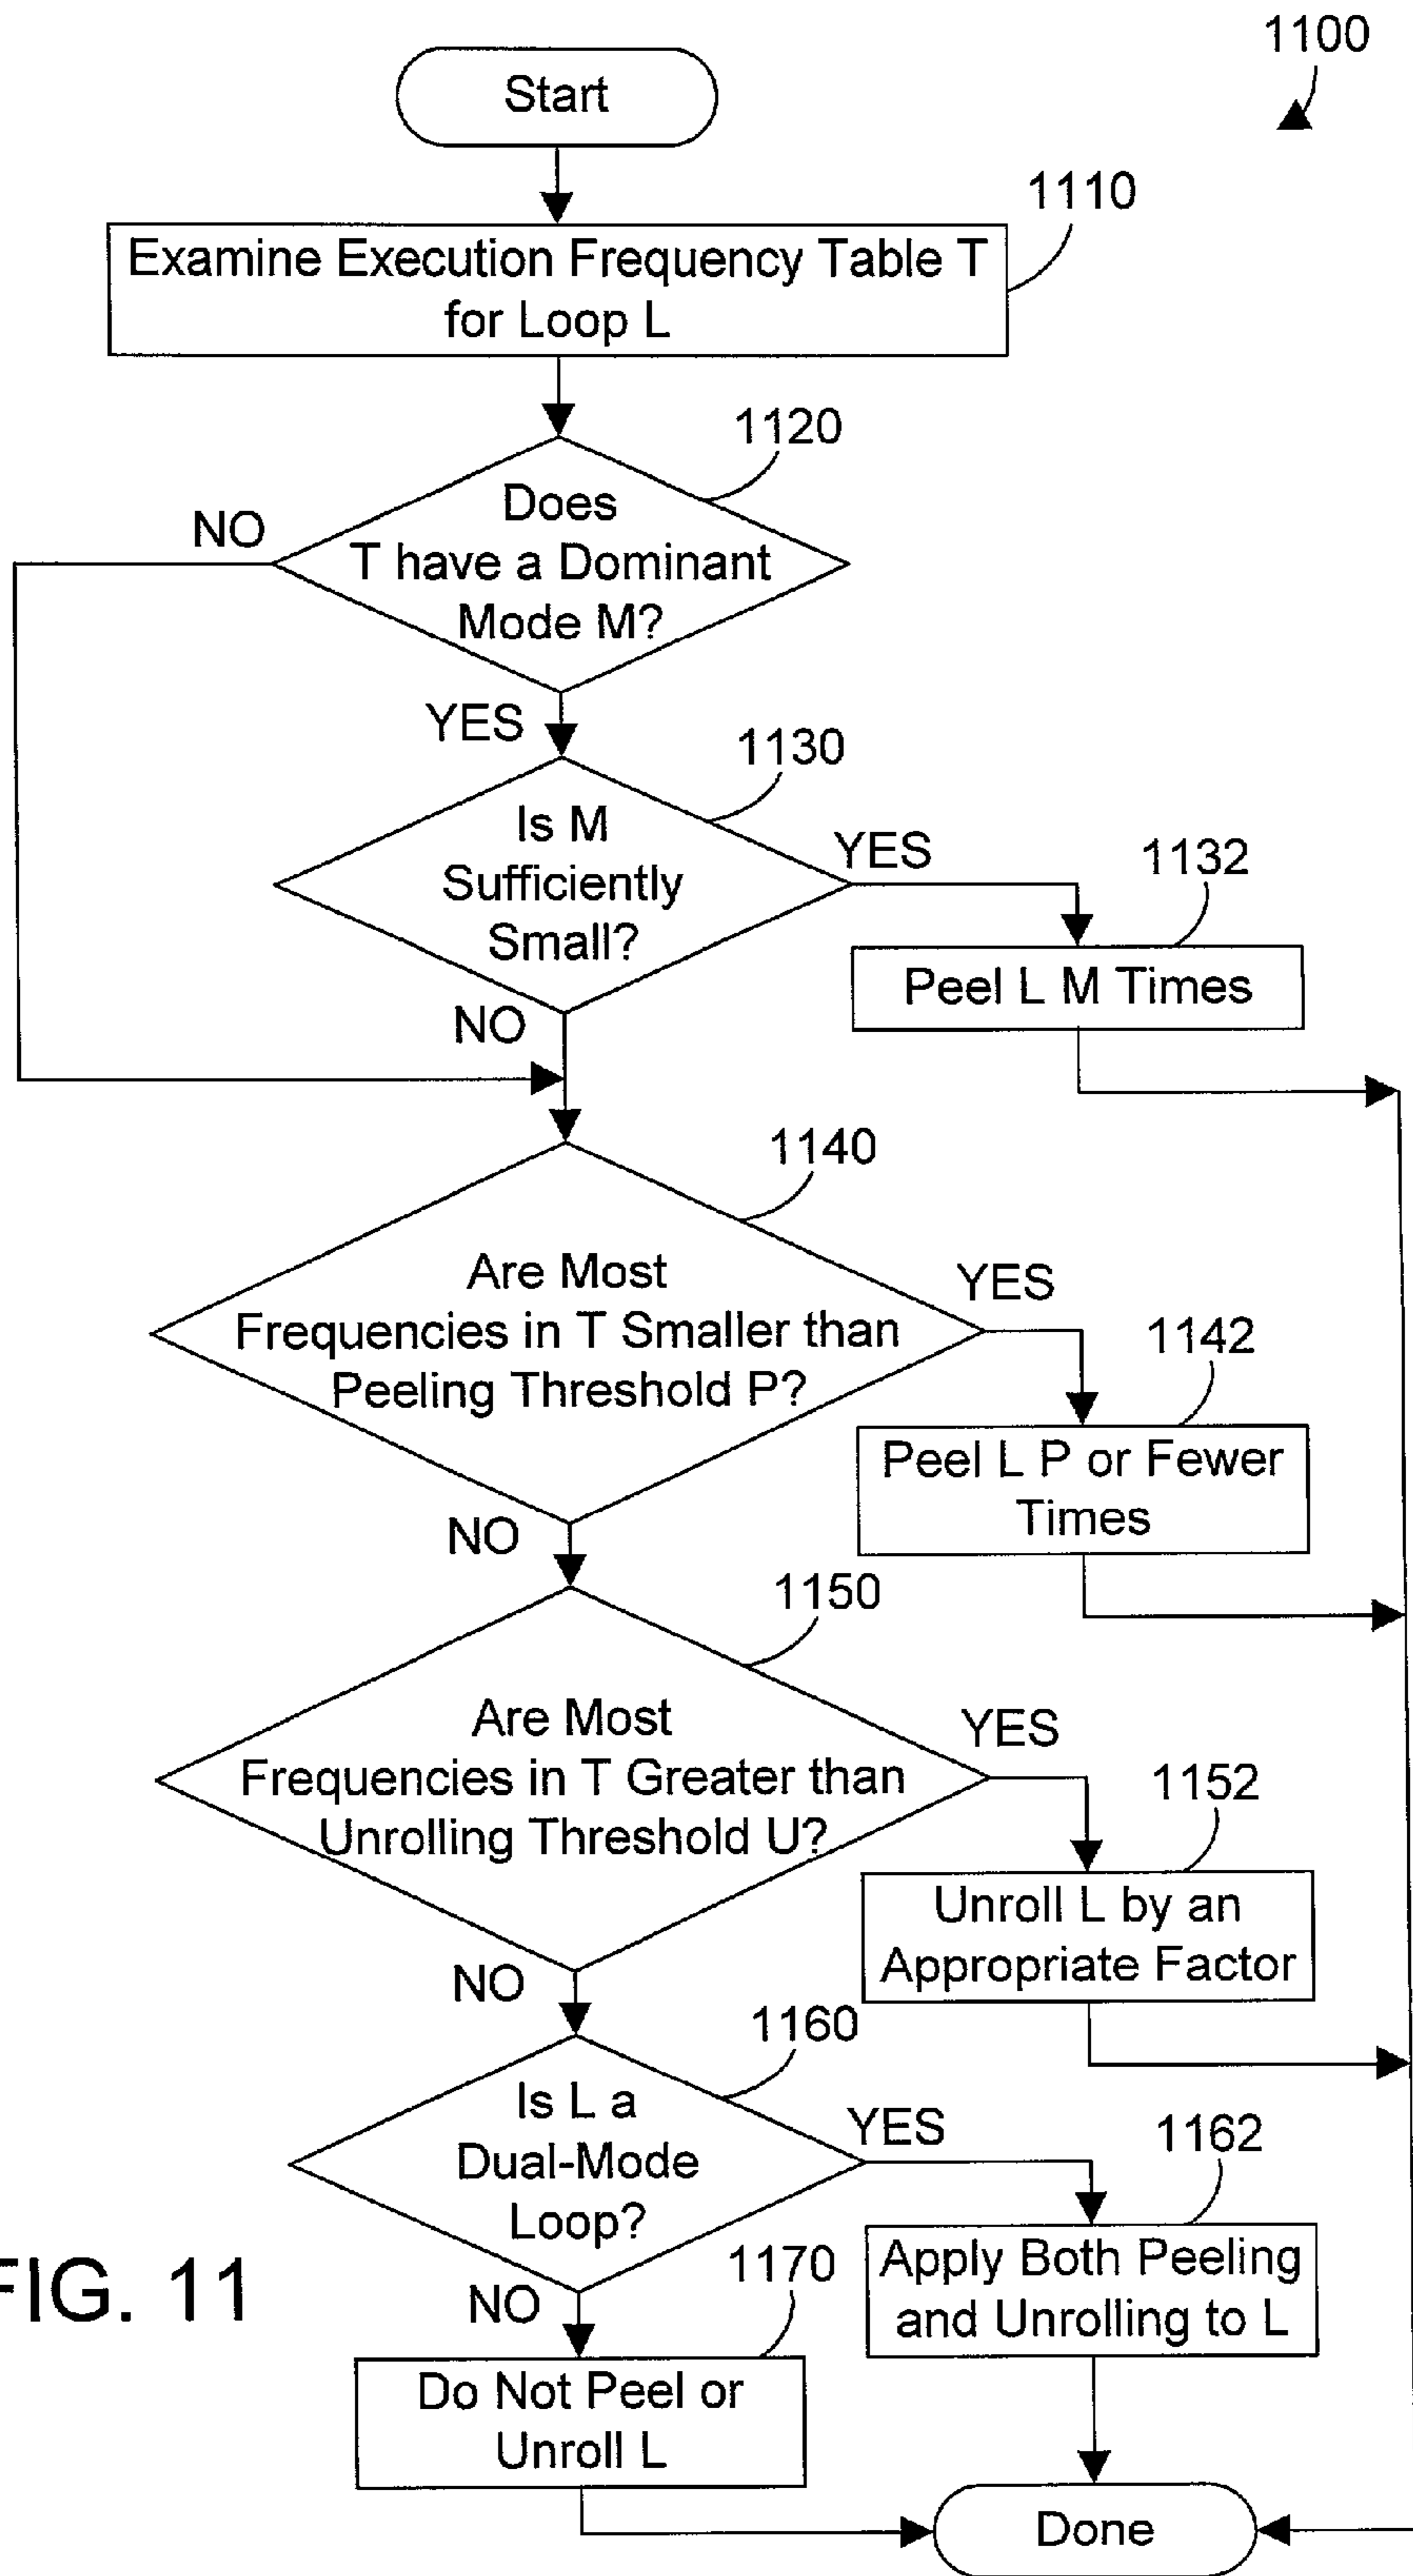 1100
Start
1110
Examine Execution Frequency Table T
for Loop L
1120
Does
T have a Dominant
Mode M?
NO
YES
1130
Is M
Sufficiently
Small?
YES
1132
Peel L M Times
NO
1140
Are Most
Frequencies in T Smaller than
Peeling Threshold P?
YES
1142
Peel L P or Fewer
Times
NO
1150
Are Most
Frequencies in T Greater than
Unrolling Threshold U?
YES
1152
Unroll L by an
Appropriate Factor
NO
1160
Is L a
Dual-Mode
Loop?
YES
1162
Apply Both Peeling
and Unrolling to L
FIG. 11
NO
1170
Do Not Peel or
Unroll L
Done